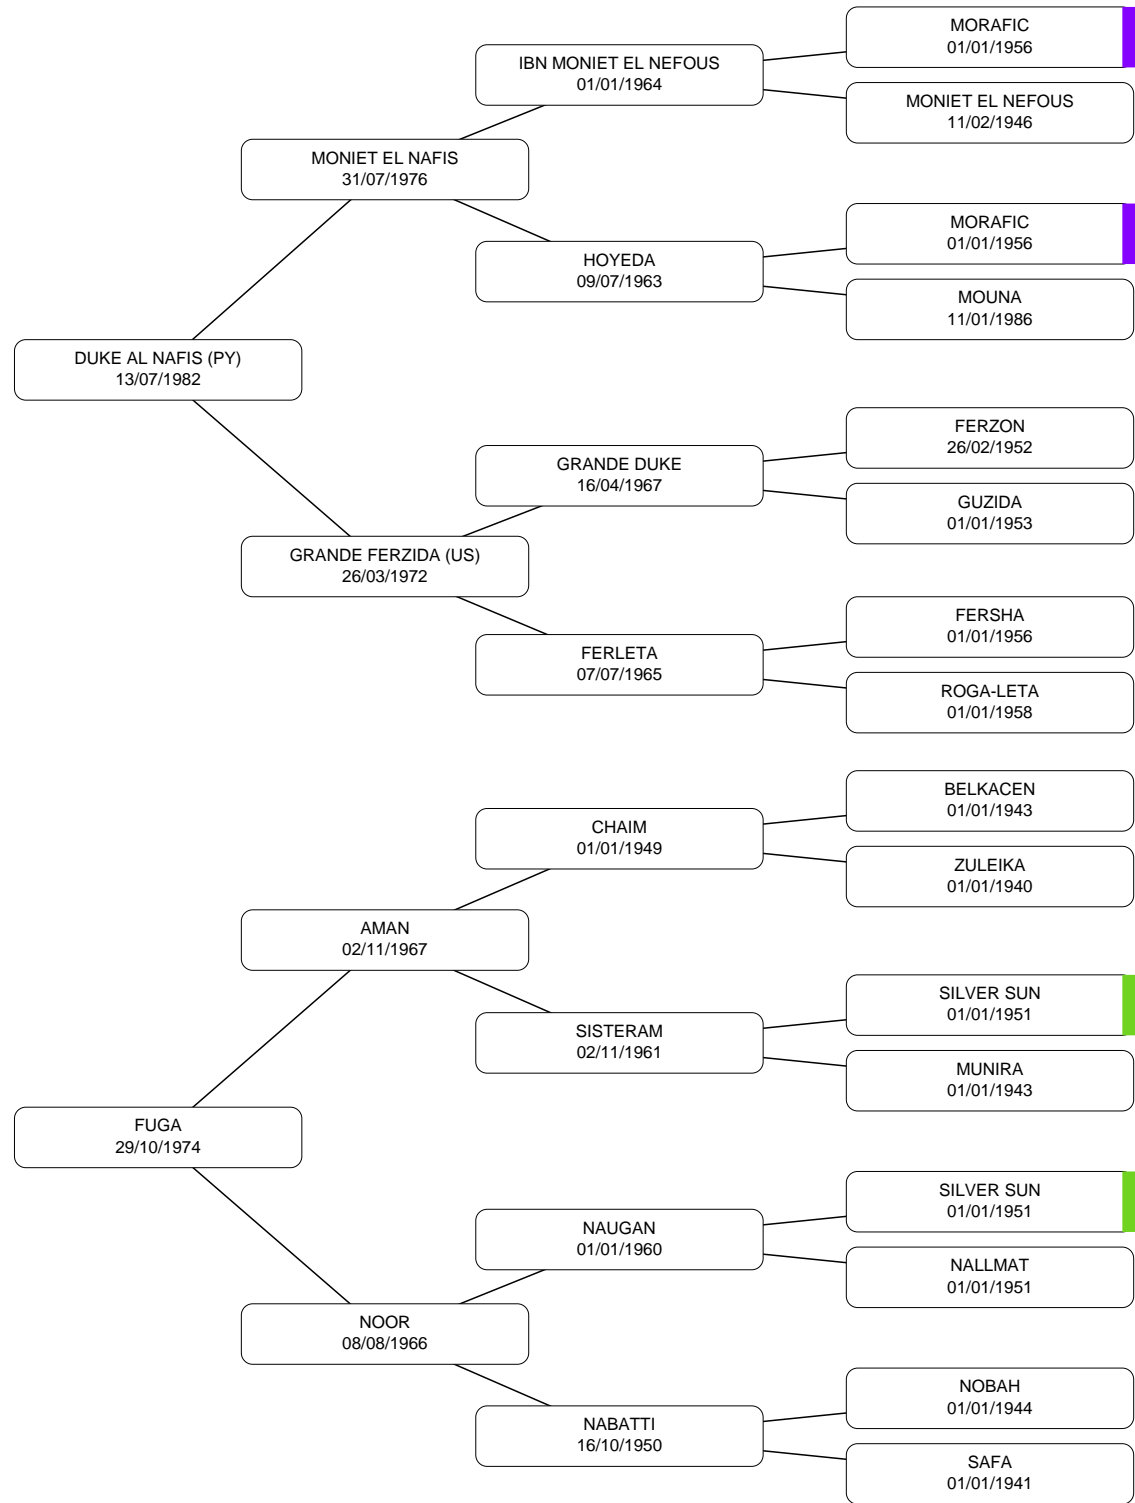 MORAFIC
01/01/1956
IBN MONIET EL NEFOUS
01/01/1964
MONIET EL NEFOUS
11/02/1946
MONIET EL NAFIS
31/07/1976
MORAFIC
01/01/1956
HOYEDA
09/07/1963
MOUNA
11/01/1986
DUKE AL NAFIS (PY)
13/07/1982
FERZON
26/02/1952
GRANDE DUKE
16/04/1967
GUZIDA
01/01/1953
GRANDE FERZIDA (US)
26/03/1972
FERSHA
01/01/1956
FERLETA
07/07/1965
ROGA-LETA
01/01/1958
BELKACEN
01/01/1943
CHAIM
01/01/1949
ZULEIKA
01/01/1940
AMAN
02/11/1967
SILVER SUN
01/01/1951
SISTERAM
02/11/1961
MUNIRA
01/01/1943
FUGA
29/10/1974
SILVER SUN
01/01/1951
NAUGAN
01/01/1960
NALLMAT
01/01/1951
NOOR
08/08/1966
NOBAH
01/01/1944
NABATTI
16/10/1950
SAFA
01/01/1941